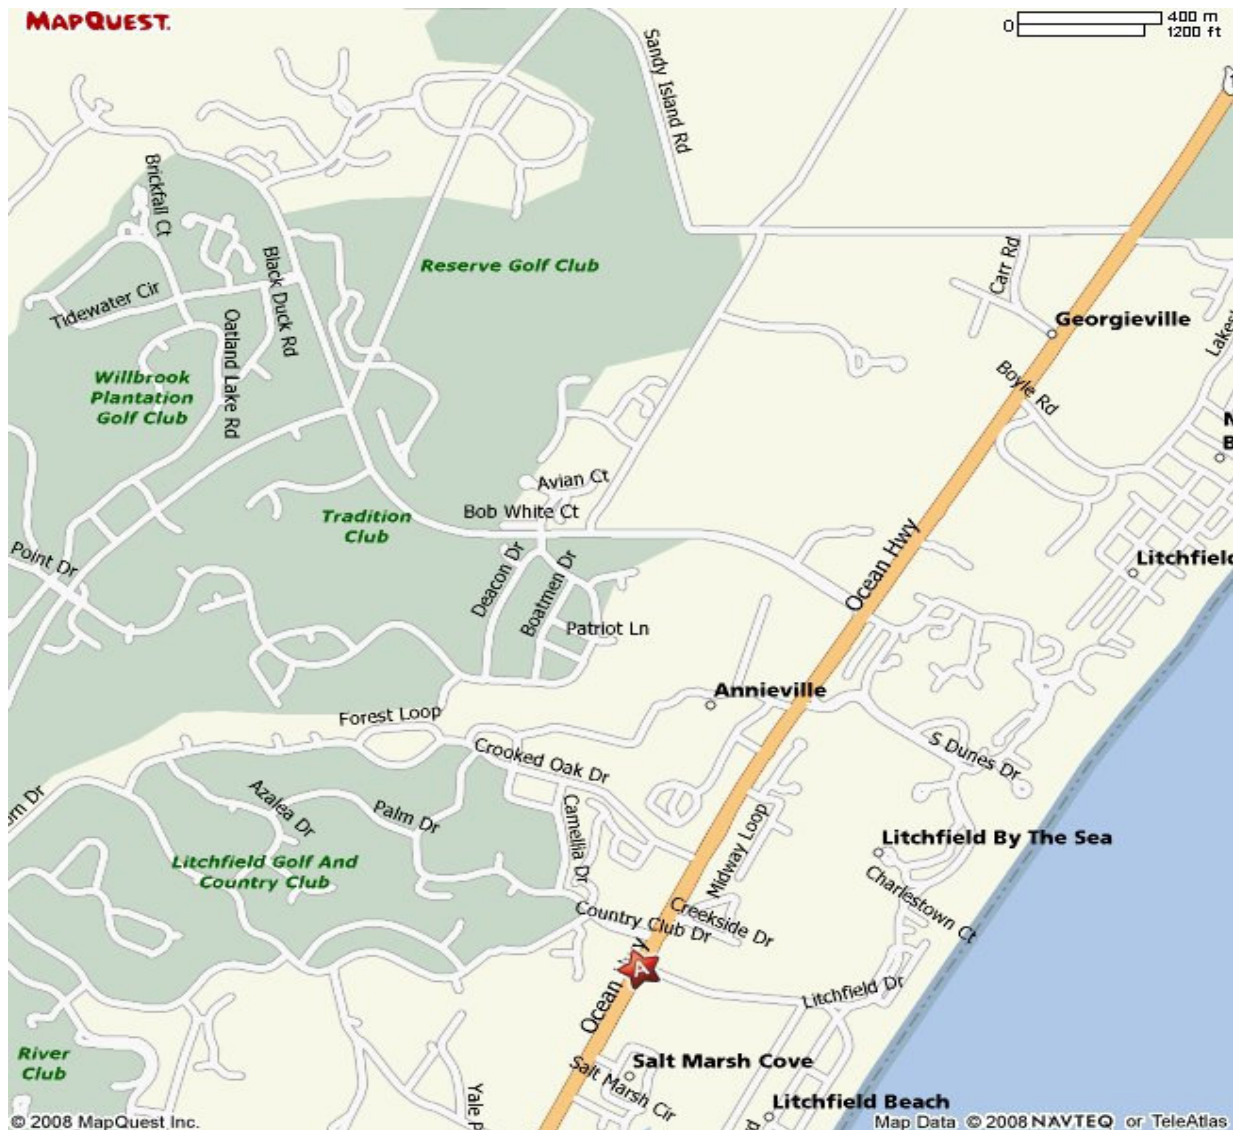 MAPQUEST.
0
400 m
1200 ft
Sandy Island Rd
Brickfall Ct
Black Duck Rd
Reserve Golf Club
Carr Rd
Tidewater Cir
Oatland Lake Rd
Georgieville
Willbrook
Plantation
Golf Club
Boyle Rd
Avian Ct
Bob White Ct
Tradition
Club
Point Dr
Deacon Dr
Boatmen Dr
Patriot Ln
Ocean Hwy
Litchfield
Annieville
Forest Loop
Crooked Oak Dr
S Dunes Dr
Azalea Dr
Palm Dr
Camellia Dr
Midway Loop
Litchfield By The Sea
Litchfield Golf And
Country Club
Charlestown Ct
Country Club Dr
Creekside Dr
A
Ocean Hwy
Litchfield Dr
River
Club
Salt Marsh Cove
Salt Marsh Cir
Yale
Litchfield Beach
© 2008 MapQuest Inc.
Map Data © 2008 NAVTEQ or TeleAtlas